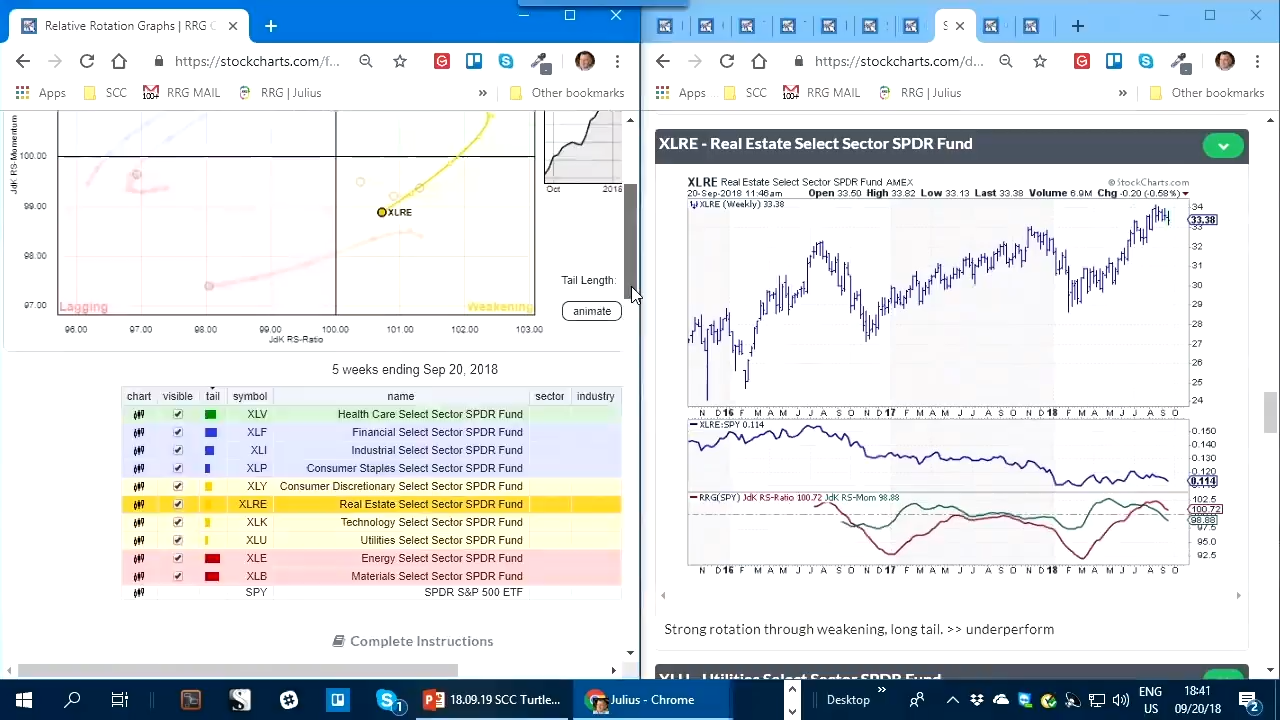 Relative Rotation Graphs | RRG C
S
https://stockcharts.com/f...
https://stockcharts.com/d...
Apps SCC RRG MAIL RRG | Julius » Other bookmarks
Apps SCC RRG MAIL RRG | Julius » Other bookmarks
JdK RS-Momentum
100.00
99.00
98.00
97.00
XLRE
Lagging
Weakening
96.00 97.00 98.00 99.00 100.00 101.00 102.00 103.00
JdK RS-Ratio
Oct 2018
Tail Length:
animate
5 weeks ending Sep 20, 2018
chart visible tail symbol name sector industry
XLV Health Care Select Sector SPDR Fund
XLF Financial Select Sector SPDR Fund
XLI Industrial Select Sector SPDR Fund
XLP Consumer Staples Select Sector SPDR Fund
XLY Consumer Discretionary Select Sector SPDR Fund
XLRE Real Estate Select Sector SPDR Fund
XLK Technology Select Sector SPDR Fund
XLU Utilities Select Sector SPDR Fund
XLE Energy Select Sector SPDR Fund
XLB Materials Select Sector SPDR Fund
SPY SPDR S&P 500 ETF
Complete Instructions
XLRE - Real Estate Select Sector SPDR Fund
XLRE Real Estate Select Sector SPDR Fund AMEX © StockCharts.com
20-Sep-2018 11:46am Open 33.50 High 33.82 Low 33.13 Last 33.38 Volume 6.9M Chg -0.20 (-0.58%)
XLRE (Weekly) 33.38
34
33.38
33
32
31
30
29
28
27
26
25
24
N D 16 F M A M J J A S O N D 17 F M A M J J A S O N D 18 F M A M J J A S O
XLRE:SPY 0.114
0.150
0.140
0.130
0.120
0.114
RRG(SPY) JdK RS-Ratio 100.72 JdK RS-Mom 98.88
102.5
100.72
98.88
97.5
95.0
92.5
N D 16 F M A M J J A S O N D 17 F M A M J J A S O N D 18 F M A M J J A S O
Strong rotation through weakening, long tail. >> underperform
XLU - Utilities Select Sector SPDR Fund
18.09.19 SCC Turtle...
Julius - Chrome
Desktop »
ENG
US
18:41
09/20/18
1
2